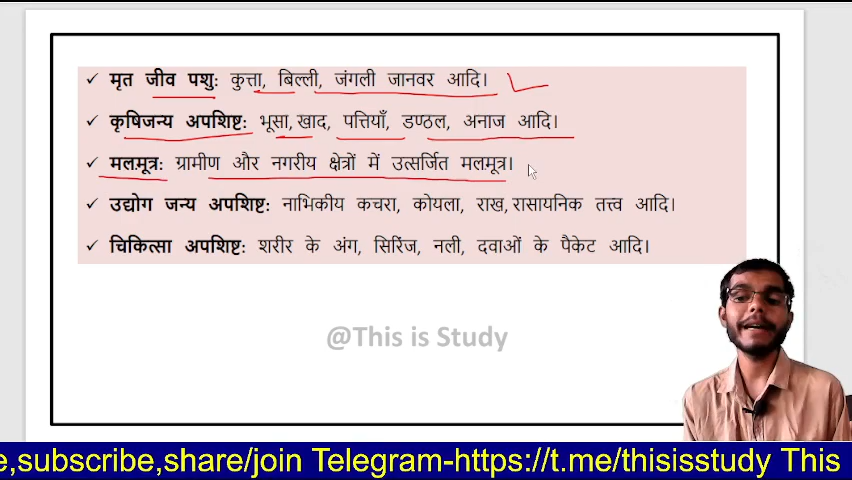 ✓ मृत जीव पशु: कुत्ता, बिल्ली, जंगली जानवर आदि।
✓ कृषिजन्य अपशिष्ट: भूसा, खाद, पत्तियाँ, डण्ठल, अनाज आदि।
✓ मलमूत्र: ग्रामीण और नगरीय क्षेत्रों में उत्सर्जित मलमूत्र।
✓ उद्योग जन्य अपशिष्ट: नाभिकीय कचरा, कोयला, राख, रासायनिक तत्त्व आदि।
✓ चिकित्सा अपशिष्ट: शरीर के अंग, सिरिंज, नली, दवाओं के पैकेट आदि।
@This is Study
e,subscribe,share/join Telegram-https://t.me/thisisstudy This